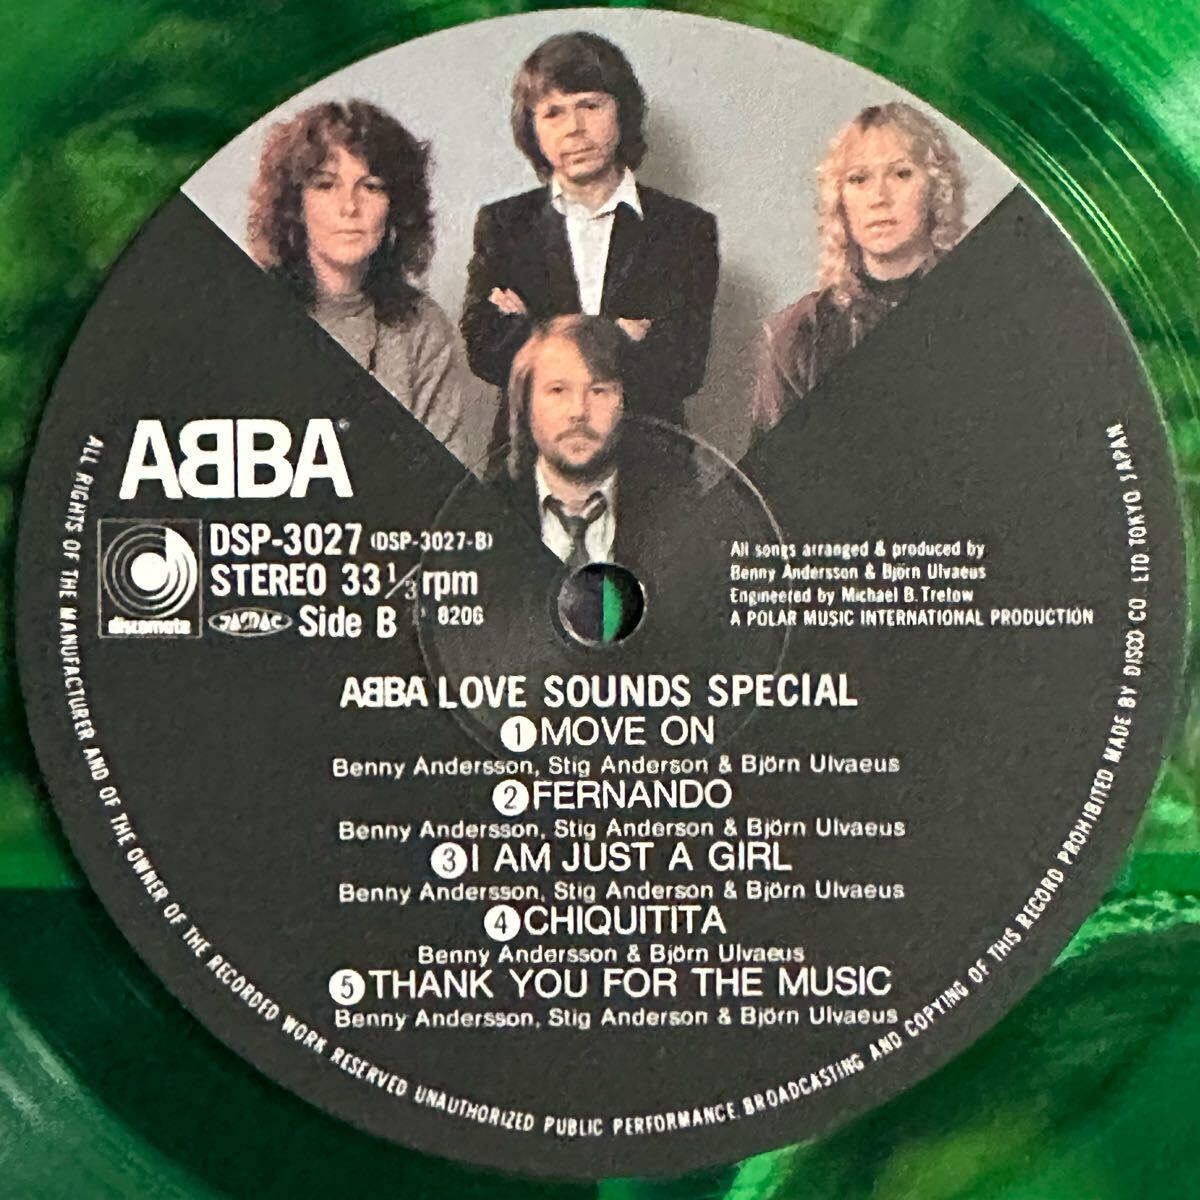 ABBA®
DSP-3027 (DSP-3027-B)
STEREO 33 1/3 rpm
discomate
JASRAC
Side B
8206
All songs arranged & produced by
Benny Andersson & Björn Ulvaeus
Engineered by Michael B. Tretow
A POLAR MUSIC INTERNATIONAL PRODUCTION
ABBA LOVE SOUNDS SPECIAL
1 MOVE ON
Benny Andersson, Stig Anderson & Björn Ulvaeus
2 FERNANDO
Benny Andersson, Stig Anderson & Björn Ulvaeus
3 I AM JUST A GIRL
Benny Andersson, Stig Anderson & Björn Ulvaeus
4 CHIQUITITA
Benny Andersson & Björn Ulvaeus
5 THANK YOU FOR THE MUSIC
Benny Andersson, Stig Anderson & Björn Ulvaeus
ALL RIGHTS OF THE MANUFACTURER AND OF THE OWNER OF THE RECORDED WORK RESERVED UNAUTHORIZED PUBLIC PERFORMANCE. BROADCASTING AND COPYING OF THIS RECORD PROHIBITED MADE BY DISCO CO. LTD TOKYO JAPAN